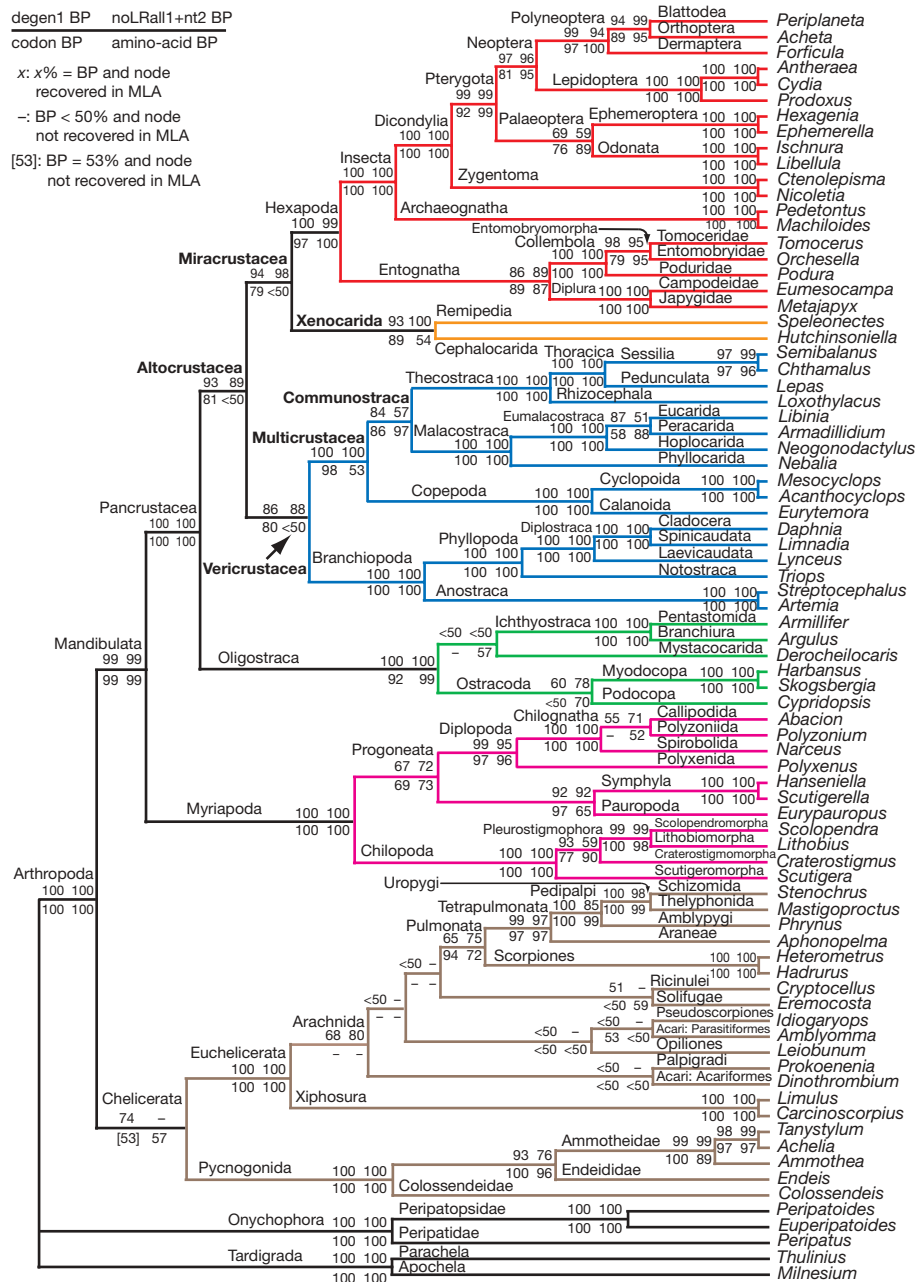 degen1 BP noLRall1+nt2 BP
codon BP amino-acid BP
x: x% = BP and node
recovered in MLA
–: BP < 50% and node
not recovered in MLA
[53]: BP = 53% and node
not recovered in MLA
Polyneoptera 94 99 Blattodea Periplaneta
Orthoptera Acheta
99 94 89 95
Neoptera 97 100 Dermaptera Forficula
97 96
81 95
Antheraea
100 100
Lepidoptera 100 100 Cydia
100 100
100 100 Prodoxus
Pterygota
99 99
92 99
Ephemeroptera 100 100 Hexagenia
100 100 Ephemerella
Palaeoptera
69 59
76 89
Odonata 100 100 Ischnura
100 100 Libellula
Dicondylia
100 100
100 100
Zygentoma 100 100 Ctenolepisma
100 100 Nicoletia
Insecta
100 100
100 100
Archaeognatha 100 100 Pedetontus
100 100 Machiloides
Hexapoda
100 99
97 100
Entomobryomorpha
Collembola 98 95 Tomoceridae Tomocerus
100 100 79 95 Entomobryidae Orchesella
100 100 Poduridae Podura
Entognatha 86 89
89 87
Diplura 100 100 Campodeidae Eumesocampa
100 100 Japygidae Metajapyx
Miracrustacea
94 98
79 <50
Xenocarida 93 100 Remipedia Speleonectes
89 54 Cephalocarida Hutchinsoniella
Altocrustacea
93 89
81 <50
Thoracica Sessilia 97 99 Semibalanus
100 100 97 96 Chthamalus
100 100 Pedunculata Lepas
Thecostraca 100 100
100 100 Rhizocephala Loxothylacus
Communostraca
84 57
86 97
Eumalacostraca 87 51 Eucarida Libinia
100 100 58 88 Peracarida Armadillidium
100 100 Hoplocarida Neogonodactylus
Malacostraca 100 100
100 100 Phyllocarida Nebalia
Multicrustacea
100 100
98 53
Copepoda 100 100
100 100
Cyclopoida 100 100 Mesocyclops
100 100 Acanthocyclops
Calanoida Eurytemora
86 88
80 <50
Vericrustacea
Diplostraca 100 100 Cladocera Daphnia
100 100 100 100 Spinicaudata Limnadia
100 100 Laevicaudata Lynceus
Phyllopoda
100 100
100 100
Notostraca Triops
Branchiopoda 100 100
100 100
Anostraca 100 100 Streptocephalus
100 100 Artemia
Pancrustacea
100 100
100 100
Ichthyostraca 100 100 Pentastomida Armillifer
100 100 Branchiura Argulus
<50 <50
– 57
Mystacocarida Derocheilocaris
Oligostraca 100 100
92 99
Ostracoda 60 78
<50 70
Myodocopa 100 100 Harbansus
100 100 Skogsbergia
Podocopa Cypridopsis
Mandibulata
99 99
99 99
Chilognatha 55 71 Callipodida Abacion
– 52 Polyzoniida Polyzonium
100 100
100 100 Spirobolida Narceus
Diplopoda
99 95
97 96
Polyxenida Polyxenus
Progoneata
67 72
69 73
Symphyla 100 100 Hanseniella
92 92 100 100 Scutigerella
97 65 Pauropoda Eurypauropus
Myriapoda 100 100
100 100
Pleurostigmophora 99 99 Scolopendromorpha Scolopendra
93 59 100 98 Lithobiomorpha Lithobius
77 90 Craterostigmomorpha Craterostigmus
Chilopoda 100 100
100 100 Scutigeromorpha Scutigera
Arthropoda
100 100
100 100
Uropygi
Pedipalpi 100 98 Schizomida Stenochrus
100 85 100 99 Thelyphonida Mastigoproctus
100 99 Amblypygi Phrynus
Tetrapulmonata
99 97
97 97
Araneae Aphonopelma
Pulmonata
65 75
94 72
Scorpiones 100 100 Heterometrus
100 100 Hadrurus
<50 –
– –
51 – Ricinulei Cryptocellus
<50 59 Solifugae Eremocosta
<50 –
– –
<50 – Pseudoscorpiones Idiogaryops
<50 – 53 <50 Acari: Parasitiformes Amblyomma
<50 <50 Opiliones Leiobunum
Arachnida
68 80
– –
<50 – Palpigradi Prokoenenia
<50 <50 Acari: Acariformes Dinothrombium
Euchelicerata
100 100
100 100
Xiphosura 100 100 Limulus
100 100 Carcinoscorpius
Chelicerata
74 –
[53] 57
Ammotheidae 99 99 98 99 Tanystylum
97 97 Achelia
100 89 Ammothea
93 76
100 96
Endeididae Endeis
Pycnogonida 100 100
100 100
Colossendeidae Colossendeis
Onychophora 100 100
100 100
Peripatopsidae 100 100 Peripatoides
100 100 Euperipatoides
Peripatidae Peripatus
Tardigrada 100 100 Parachela Thulinius
Apochela Milnesium